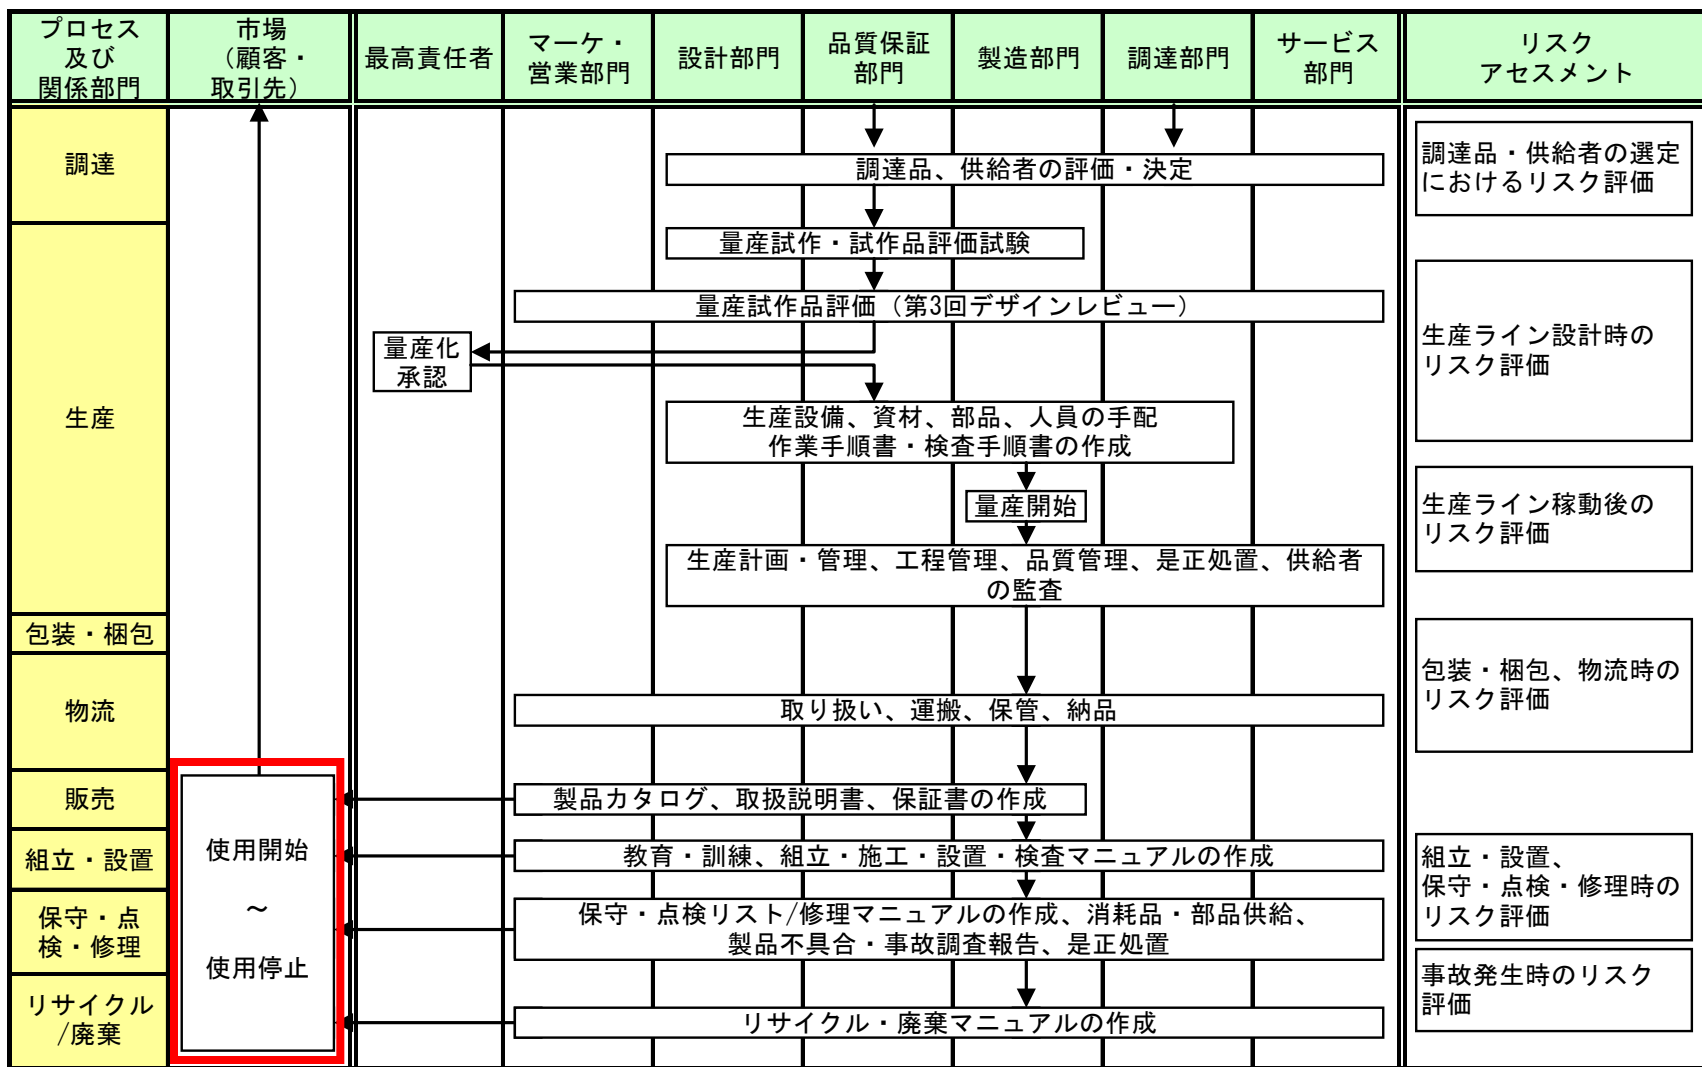 プロセス
及び
関係部門
市場
（顧客・
取引先）
最高責任者
マーケ・
営業部門
設計部門
品質保証
部門
製造部門
調達部門
サービス
部門
リスク
アセスメント
調達
調達品、供給者の評価・決定
調達品・供給者の選定
におけるリスク評価
生産
量産試作・試作品評価試験
量産試作品評価（第3回デザインレビュー）
量産化
承認
生産設備、資材、部品、人員の手配
作業手順書・検査手順書の作成
生産ライン設計時の
リスク評価
量産開始
生産計画・管理、工程管理、品質管理、是正処置、供給者
の監査
生産ライン稼動後の
リスク評価
包装・梱包
物流
取り扱い、運搬、保管、納品
包装・梱包、物流時の
リスク評価
販売
製品カタログ、取扱説明書、保証書の作成
使用開始
～
使用停止
組立・設置
教育・訓練、組立・施工・設置・検査マニュアルの作成
組立・設置、
保守・点検・修理時の
リスク評価
保守・点
検・修理
保守・点検リスト/修理マニュアルの作成、消耗品・部品供給、
製品不具合・事故調査報告、是正処置
事故発生時のリスク
評価
リサイクル
/廃棄
リサイクル・廃棄マニュアルの作成